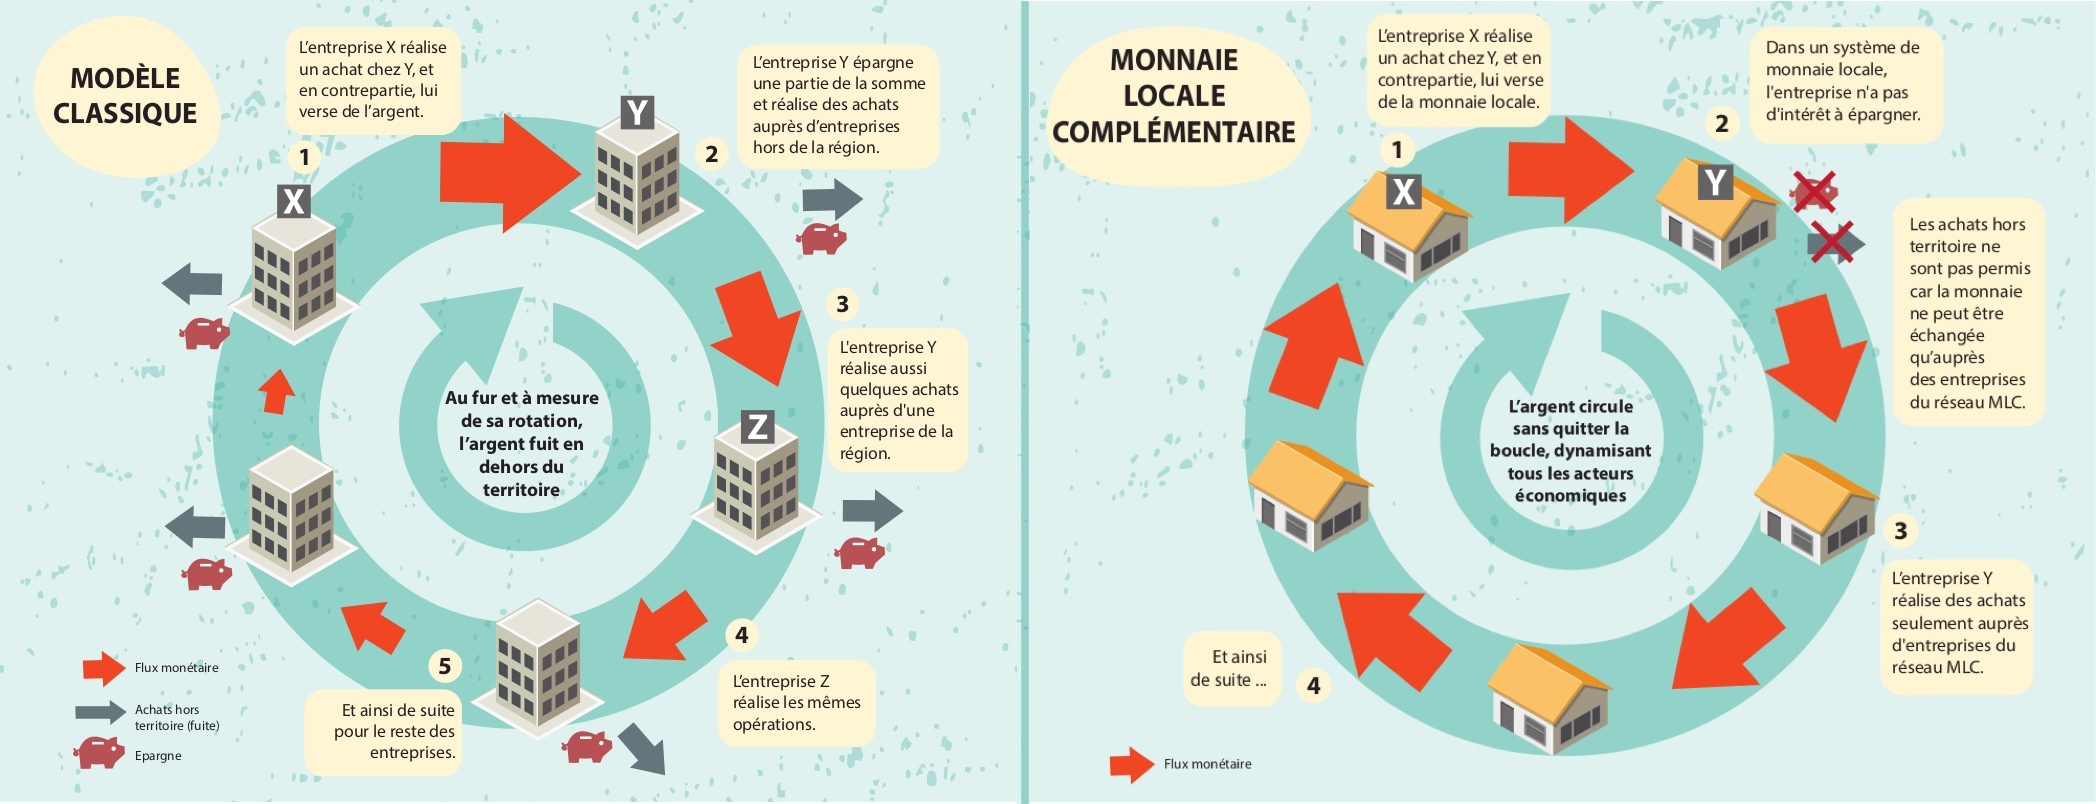 MODÈLE
CLASSIQUE
L'entreprise X réalise
un achat chez Y, et
en contrepartie, lui
verse de l'argent.
1
X
Y
2
L'entreprise Y épargne
une partie de la somme
et réalise des achats
auprès d'entreprises
hors de la région.
3
L'entreprise Y
réalise aussi
quelques achats
auprès d'une
entreprise de la
région.
Z
4
L'entreprise Z
réalise les mêmes
opérations.
5
Et ainsi de suite
pour le reste des
entreprises.
Au fur et à mesure
de sa rotation,
l'argent fuit en
dehors du
territoire
Flux monétaire
Achats hors
territoire (fuite)
Epargne
MONNAIE
LOCALE
COMPLÉMENTAIRE
L'entreprise X réalise
un achat chez Y, et en
contrepartie, lui verse
de la monnaie locale.
1
X
Y
2
Dans un système de
monnaie locale,
l'entreprise n'a pas
d'intérêt à épargner.
Les achats hors
territoire ne
sont pas permis
car la monnaie
ne peut être
échangée
qu'auprès
des entreprises
du réseau MLC.
3
L'entreprise Y
réalise des achats
seulement auprès
d'entreprises du
réseau MLC.
4
Et ainsi
de suite ...
L'argent circule
sans quitter la
boucle, dynamisant
tous les acteurs
économiques
Flux monétaire